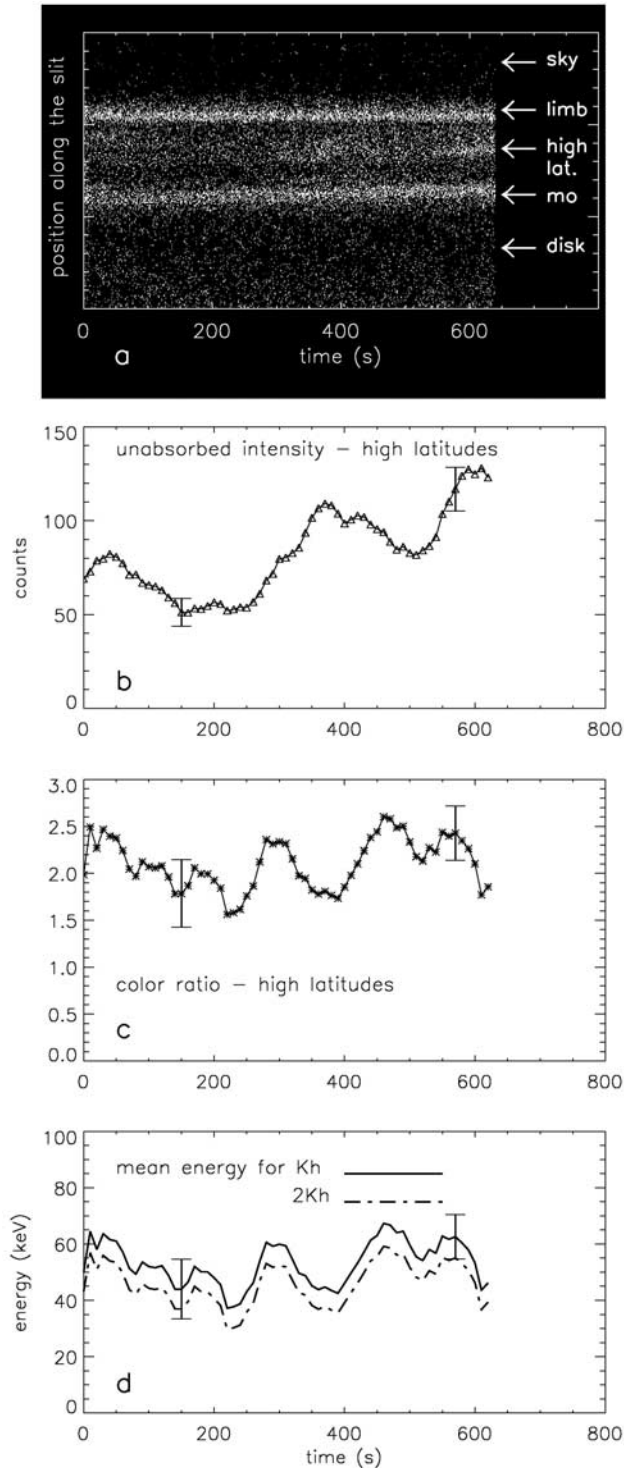 position along the slit
sky
limb
high
lat.
mo
disk
0 200 400 600
time (s)
a
150
100
50
0
counts
unabsorbed intensity – high latitudes
b
0 200 400 600 800
3.0
2.5
2.0
1.5
1.0
0.5
0.0
color ratio – high latitudes
c
0 200 400 600 800
100
80
60
40
20
0
energy (keV)
mean energy for Kh
2Kh
d
0 200 400 600 800
time (s)